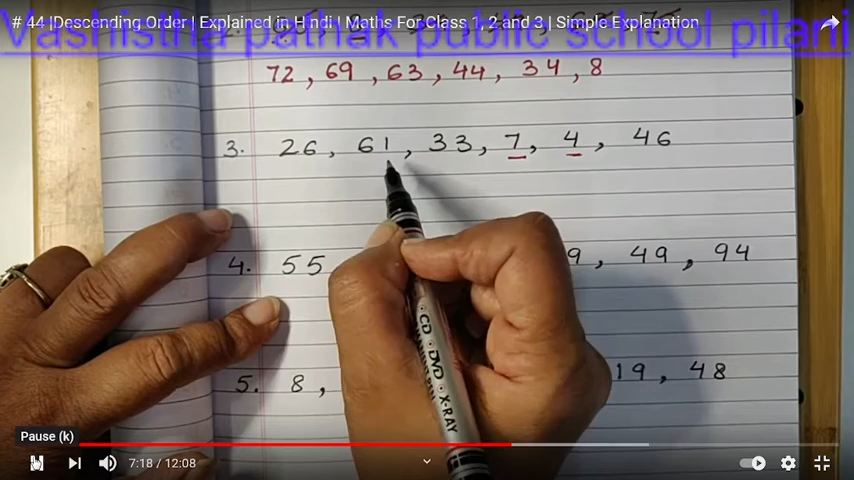 # 44 |Descending Order | Explained in Hindi | Maths For Class 1, 2 and 3 | Simple Explanation
Vashistha pathak public school pilani
72, 69, 63, 44, 34, 8
3. 26, 61, 33, 7, 4, 46
4. 55 9, 49, 94
5. 8, 19, 48
CD · DVD · X-RAY
Pause (k)
7:18 / 12:08